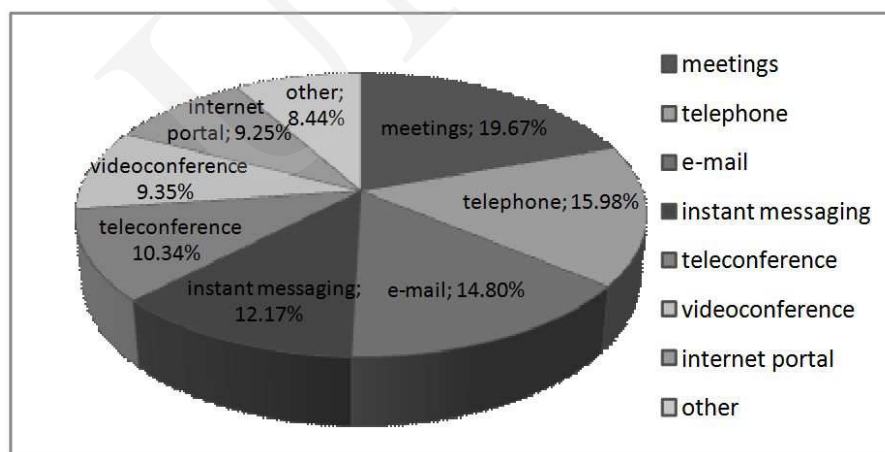 other;
8.44%
internet
portal; 9.25%
meetings; 19.67%
videoconference
9.35%
telephone; 15.98%
teleconference
10.34%
instant messaging;
12.17%
e-mail; 14.80%
meetings
telephone
e-mail
instant messaging
teleconference
videoconference
internet portal
other